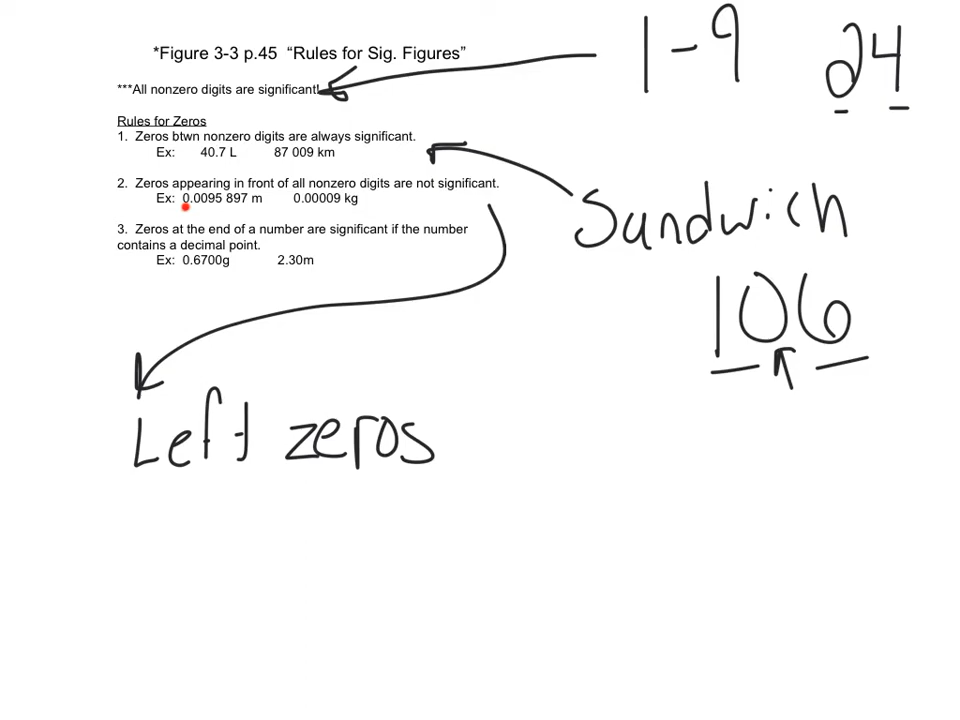 *Figure 3-3 p.45 “Rules for Sig. Figures”
1-9
24
***All nonzero digits are significant!
Rules for Zeros
1. Zeros btwn nonzero digits are always significant.
Ex: 40.7 L 87 009 km
2. Zeros appearing in front of all nonzero digits are not significant.
Ex: 0.0095 897 m 0.00009 kg
Sandwich
3. Zeros at the end of a number are significant if the number
contains a decimal point.
Ex: 0.6700g 2.30m
106
Left zeros